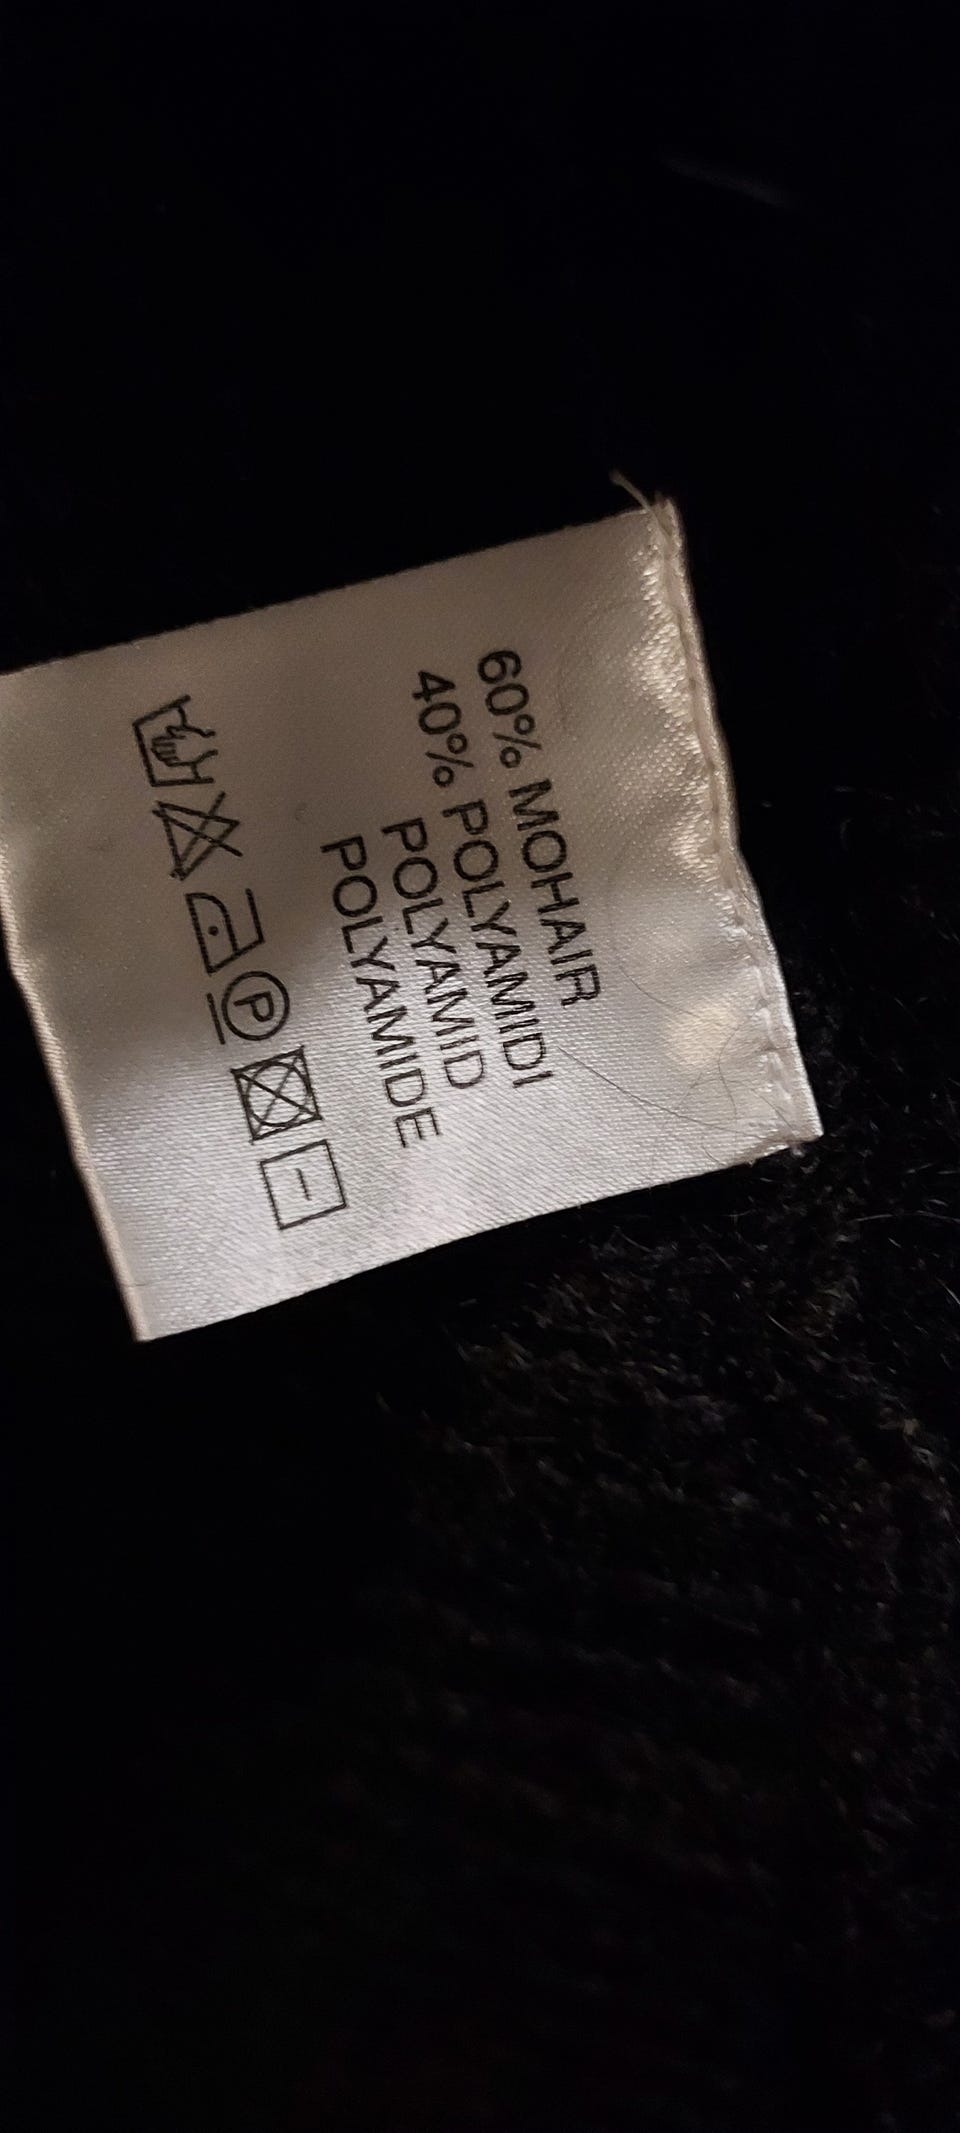 60% MOHAIR
40% POLYAMIDI
POLYAMID
POLYAMIDE
P